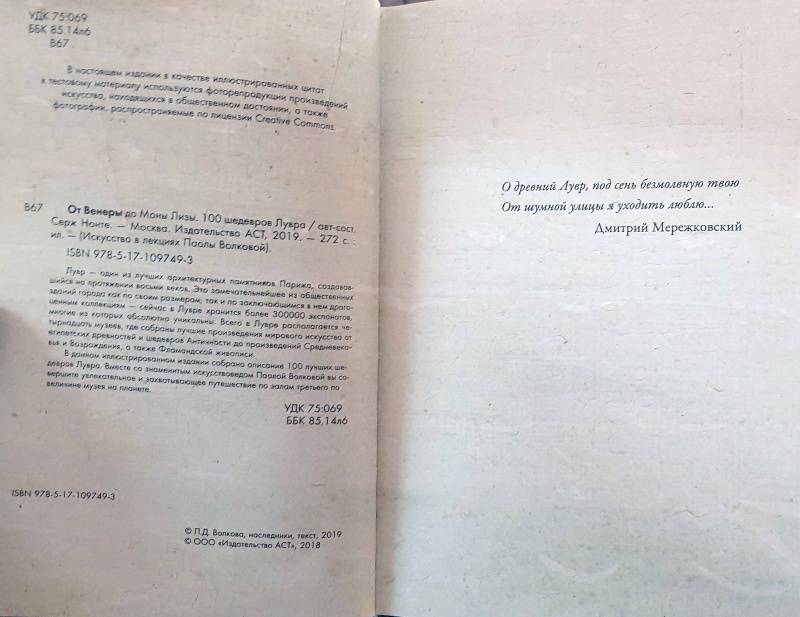 УДК 75:069
ББК 85.14л6
В67
В настоящем издании в качестве иллюстрированных цитат
к тестовому материалу используются фоторепродукции произведений
искусства, находящихся в общественном достоянии, а также
фотографии, распространяемые по лицензии Creative Commons.
В67 От Венеры до Моны Лизы. 100 шедевров Лувра / авт-сост.
Серж Нонте. — Москва. Издательство АСТ, 2019. — 272 с. :
ил. — (Искусство в лекциях Паолы Волковой).
ISBN 978-5-17-109749-3
Лувр — один из лучших архитектурных памятников Парижа, создовав-
шийся на протяжении восьми веков. Это замечательнейшее из общественных
зданий города как по своим размерам, так и по заключающимся в нем драго-
ценным коллекциям — сейчас в Лувре хранится более 300000 экспонатов,
многие из которых абсолютно уникальны. Всего в Лувре располагается че-
тырнадцать музеев, где собраны лучшие произведения мирового искусства от
египетских древностей и шедевров Античности до произведений Средневеко-
вья и Возрождения, а также Фламандской живописи.
В данном иллюстрированном издании собрано описание 100 лучших ше-
девров Лувра. Вместе со знаменитым искусствоведом Паолой Волковой вы со-
вершите увлекательное и захватывающее путешествие по залам третьего по
величине музея на планете.
УДК 75:069
ББК 85.14л6
ISBN 978-5-17-109749-3
© П.Д. Волкова, наследники, текст, 2019
© ООО «Издательство АСТ», 2018
О древний Лувр, под сень безмолвную твою
От шумной улицы я уходить люблю...
Дмитрий Мережковский